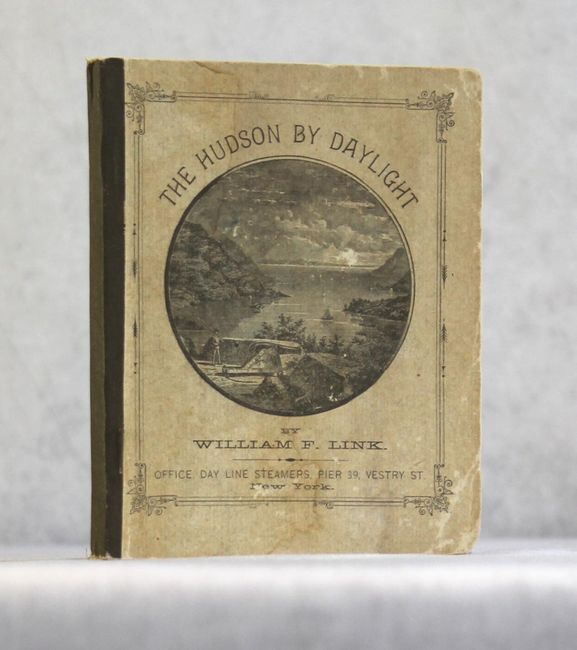 THE HUDSON BY DAYLIGHT
BY
WILLIAM F. LINK.
OFFICE, DAY LINE STEAMERS, PIER 39, VESTRY ST.
New York.